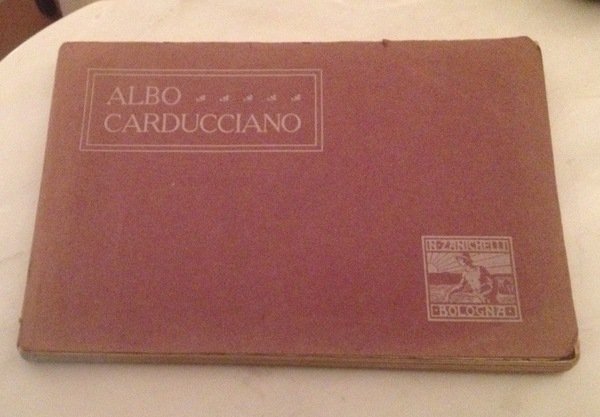 ALBO
CARDUCCIANO
N·ZANICHELLI
·BOLOGNA·